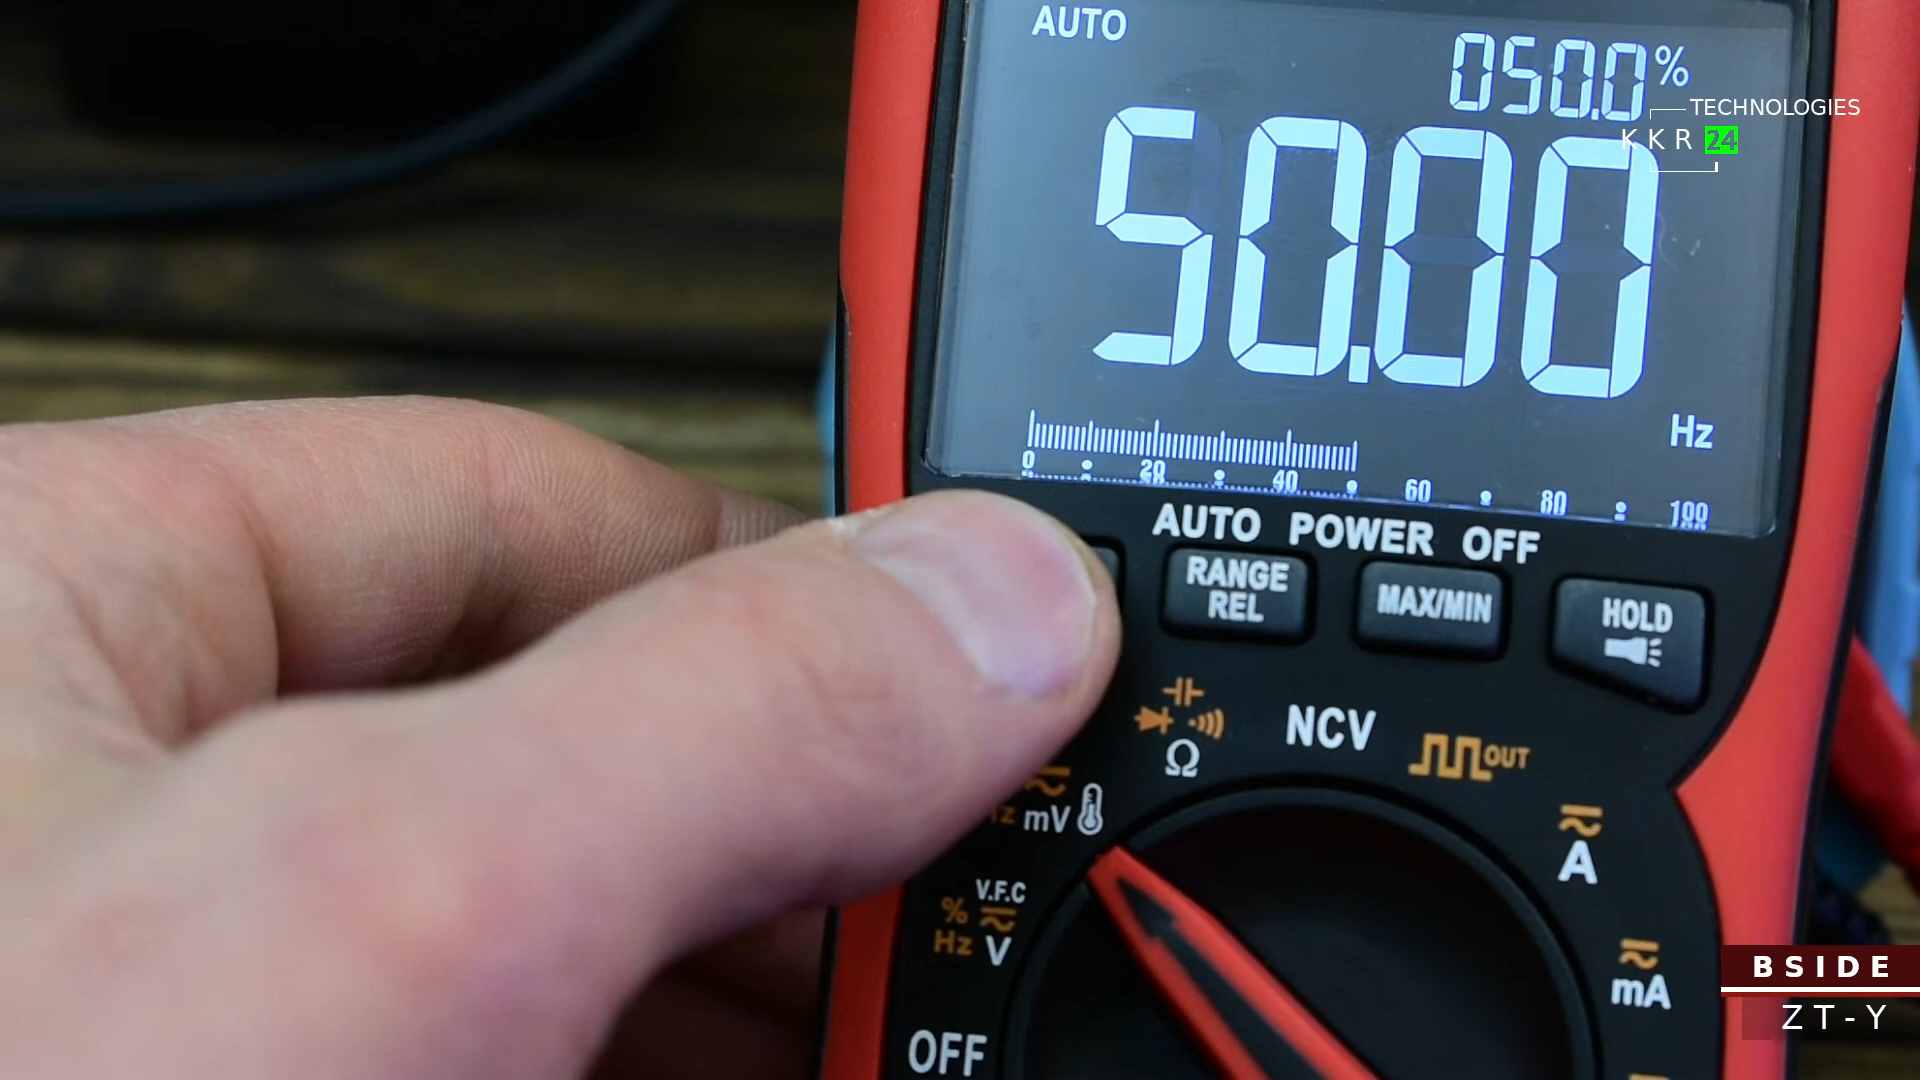 AUTO
050.0%
TECHNOLOGIES
KKR 24
50.00
Hz
0 20 40 60 80 100
AUTO POWER OFF
RANGE
REL
MAX/MIN
HOLD
Ω
NCV
OUT
mV
A
V.F.C
%
Hz
V
mA
OFF
BSIDE
ZT-Y